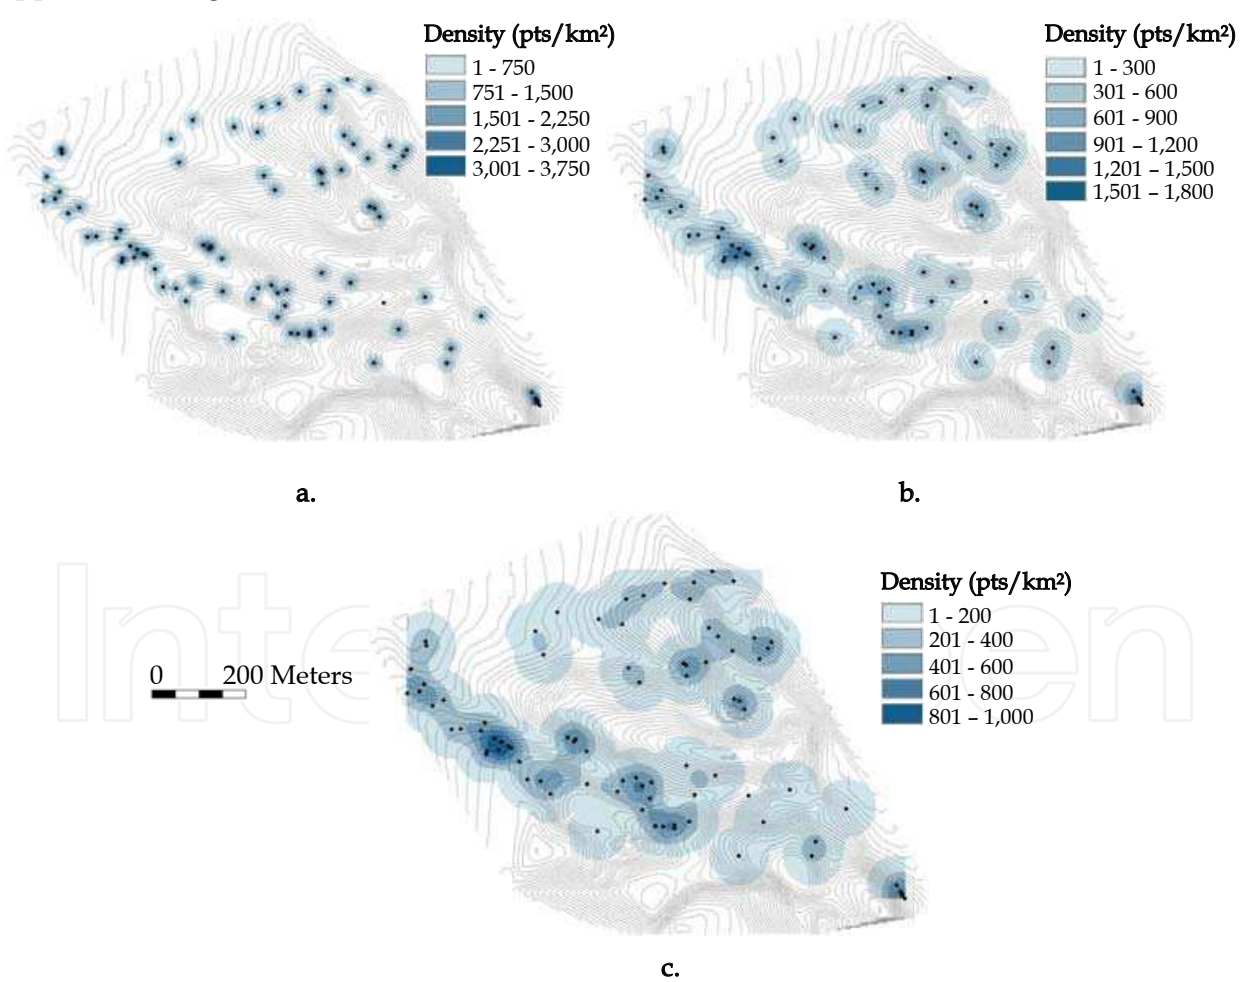 Density (pts/km²)
1 - 750
751 - 1,500
1,501 - 2,250
2,251 - 3,000
3,001 - 3,750
Density (pts/km²)
1 - 300
301 - 600
601 - 900
901 – 1,200
1,201 – 1,500
1,501 – 1,800
a.
b.
Density (pts/km²)
1 - 200
201 - 400
401 - 600
601 - 800
801 – 1,000
0 200 Meters
c.